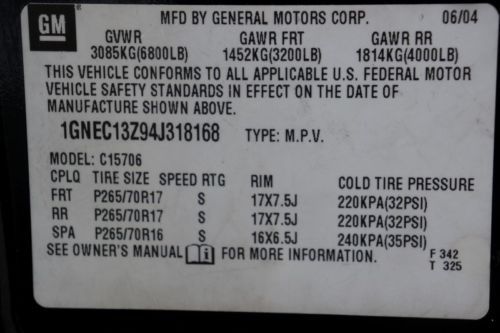 GM MFD BY GENERAL MOTORS CORP. 06/04
GVWR GAWR FRT GAWR RR
3085KG(6800LB) 1452KG(3200LB) 1814KG(4000LB)
THIS VEHICLE CONFORMS TO ALL APPLICABLE U.S. FEDERAL MOTOR
VEHICLE SAFETY STANDARDS IN EFFECT ON THE DATE OF
MANUFACTURE SHOWN ABOVE.
1GNEC13Z94J318168 TYPE: M.P.V.
MODEL: C15706
CPLQ TIRE SIZE SPEED RTG RIM COLD TIRE PRESSURE
FRT P265/70R17 S 17X7.5J 220KPA(32PSI)
RR P265/70R17 S 17X7.5J 220KPA(32PSI)
SPA P265/70R16 S 16X6.5J 240KPA(35PSI)
SEE OWNER'S MANUAL i FOR MORE INFORMATION. F 342
T 325